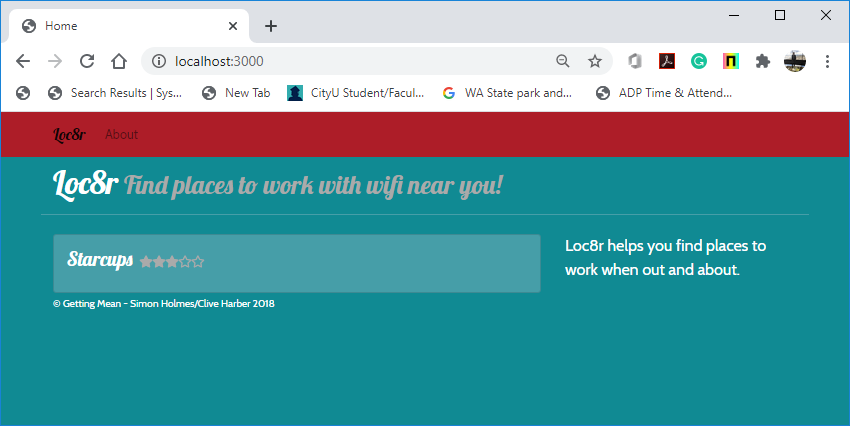 Home
localhost:3000
Search Results | Sys...
New Tab
CityU Student/Facul...
WA State park and...
ADP Time & Attend...
Loc8r About
Loc8r Find places to work with wifi near you!
Starcups
Loc8r helps you find places to
work when out and about.
© Getting Mean - Simon Holmes/Clive Harber 2018